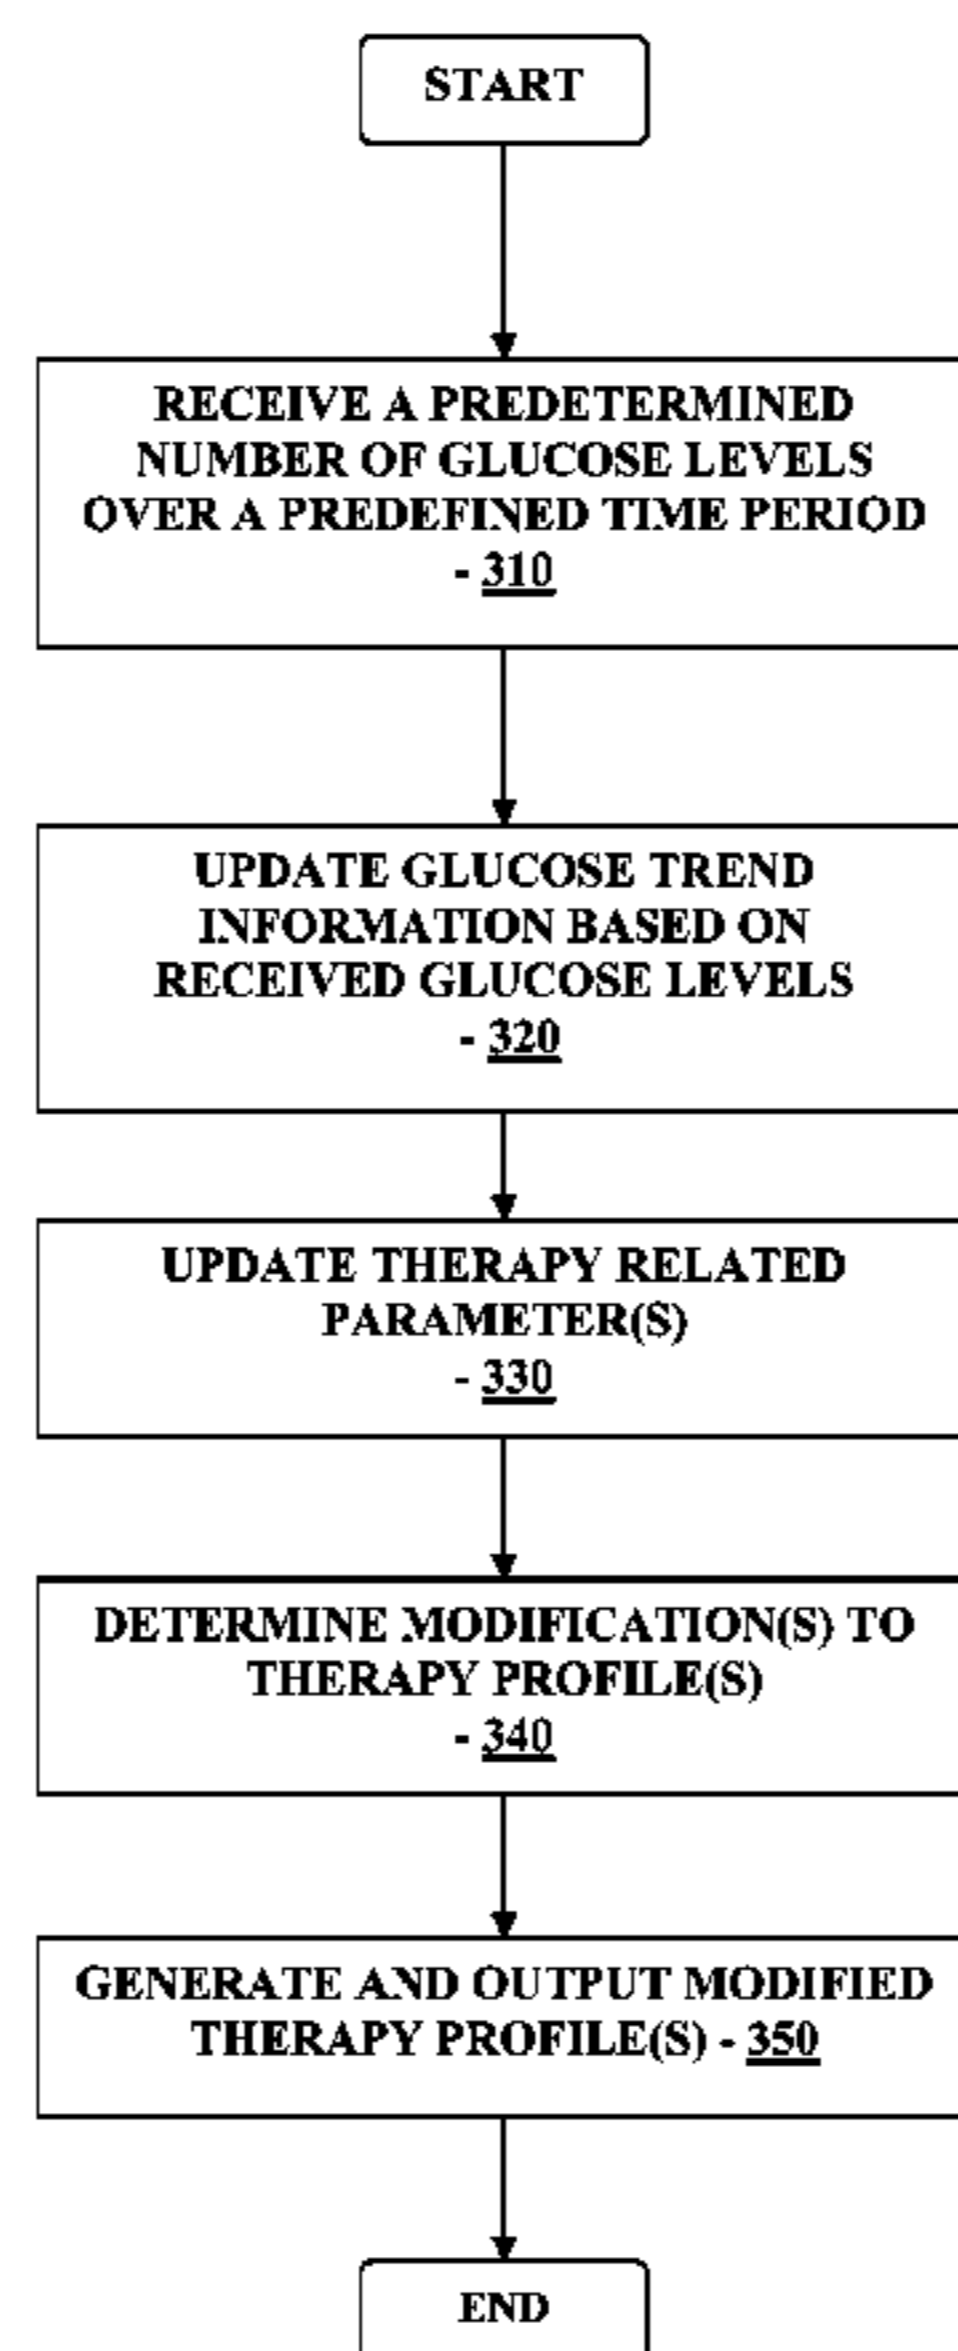 START
RECEIVE A PREDETERMINED
NUMBER OF GLUCOSE LEVELS
OVER A PREDEFINED TIME PERIOD
- 310
UPDATE GLUCOSE TREND
INFORMATION BASED ON
RECEIVED GLUCOSE LEVELS
- 320
UPDATE THERAPY RELATED
PARAMETER(S)
- 330
DETERMINE MODIFICATION(S) TO
THERAPY PROFILE(S)
- 340
GENERATE AND OUTPUT MODIFIED
THERAPY PROFILE(S) - 350
END